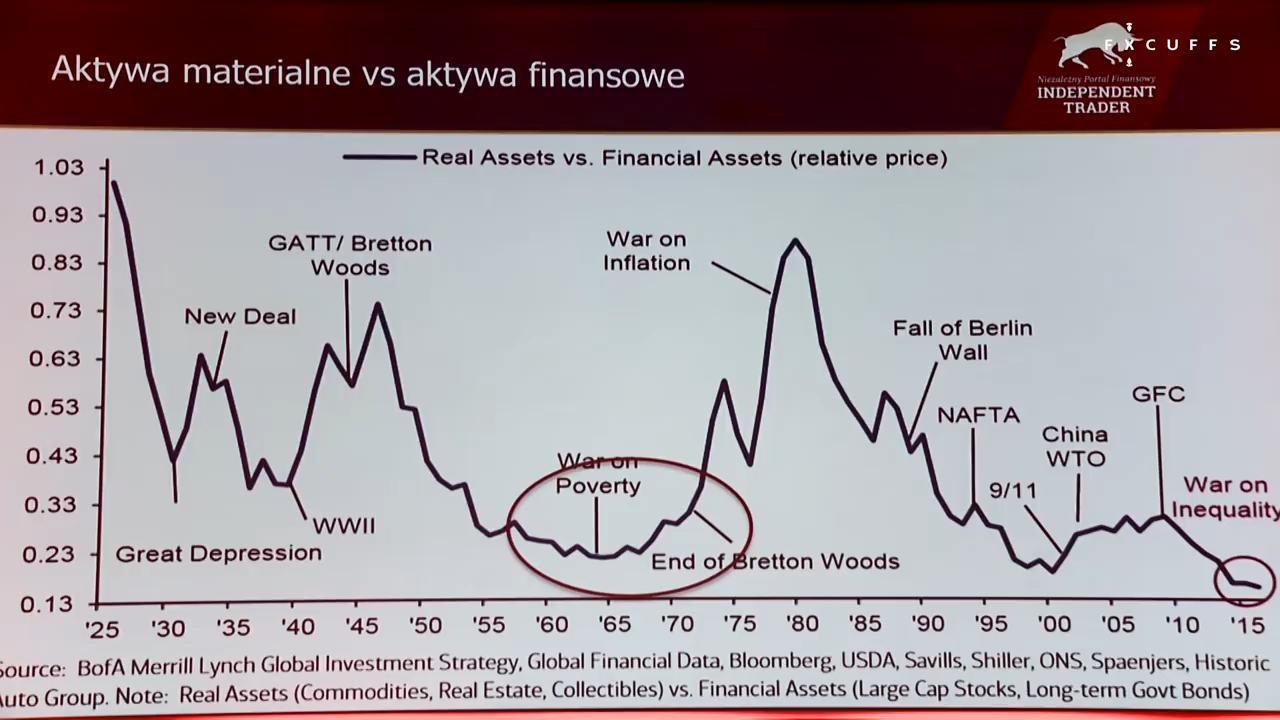 Aktywa materialne vs aktywa finansowe
FXCUFFS
Niezależny Portal Finansowy
INDEPENDENT
TRADER
Real Assets vs. Financial Assets (relative price)
1.03
0.93
0.83
0.73
0.63
0.53
0.43
0.33
0.23
0.13
GATT/ Bretton
Woods
New Deal
War on
Inflation
Fall of Berlin
Wall
NAFTA
China
WTO
GFC
9/11
War on
Inequality
War on
Poverty
WWII
Great Depression
End of Bretton Woods
'25 '30 '35 '40 '45 '50 '55 '60 '65 '70 '75 '80 '85 '90 '95 '00 '05 '10 '15
Source: BofA Merrill Lynch Global Investment Strategy, Global Financial Data, Bloomberg, USDA, Savills, Shiller, ONS, Spaenjers, Historic
Auto Group. Note: Real Assets (Commodities, Real Estate, Collectibles) vs. Financial Assets (Large Cap Stocks, Long-term Govt Bonds)